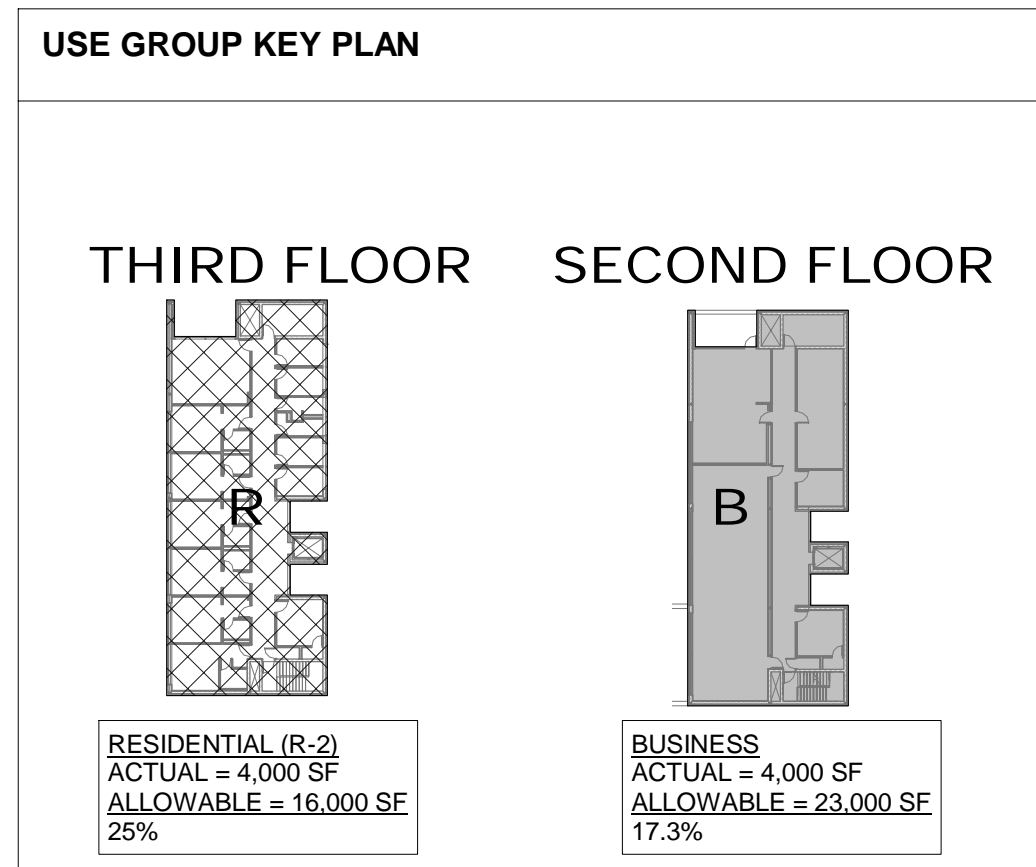 USE GROUP KEY PLAN
THIRD FLOOR
R
RESIDENTIAL (R-2)
ACTUAL = 4,000 SF
ALLOWABLE = 16,000 SF
25%
SECOND FLOOR
B
BUSINESS
ACTUAL = 4,000 SF
ALLOWABLE = 23,000 SF
17.3%